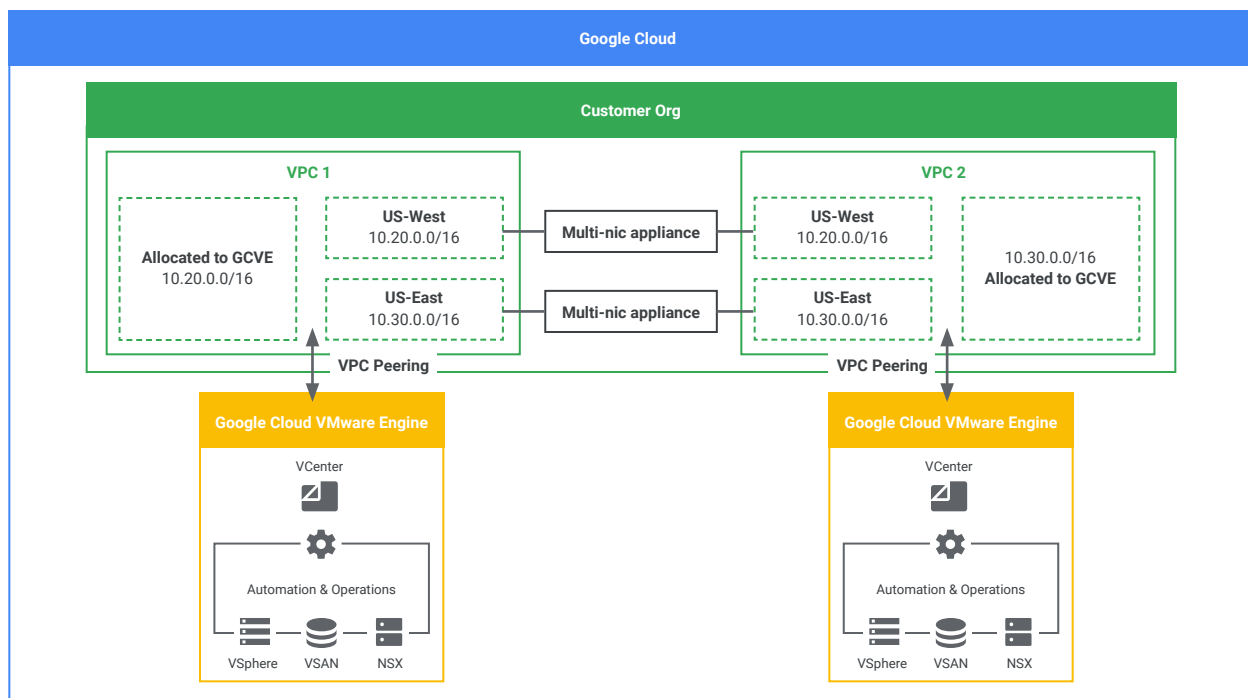 Google Cloud
Customer Org
VPC 1
Allocated to GCVE
10.20.0.0/16
US-West
10.20.0.0/16
US-East
10.30.0.0/16
Multi-nic appliance
Multi-nic appliance
VPC 2
US-West
10.20.0.0/16
US-East
10.30.0.0/16
10.30.0.0/16
Allocated to GCVE
VPC Peering
VPC Peering
Google Cloud VMware Engine
VCenter
Automation & Operations
VSphere
VSAN
NSX
Google Cloud VMware Engine
VCenter
Automation & Operations
VSphere
VSAN
NSX